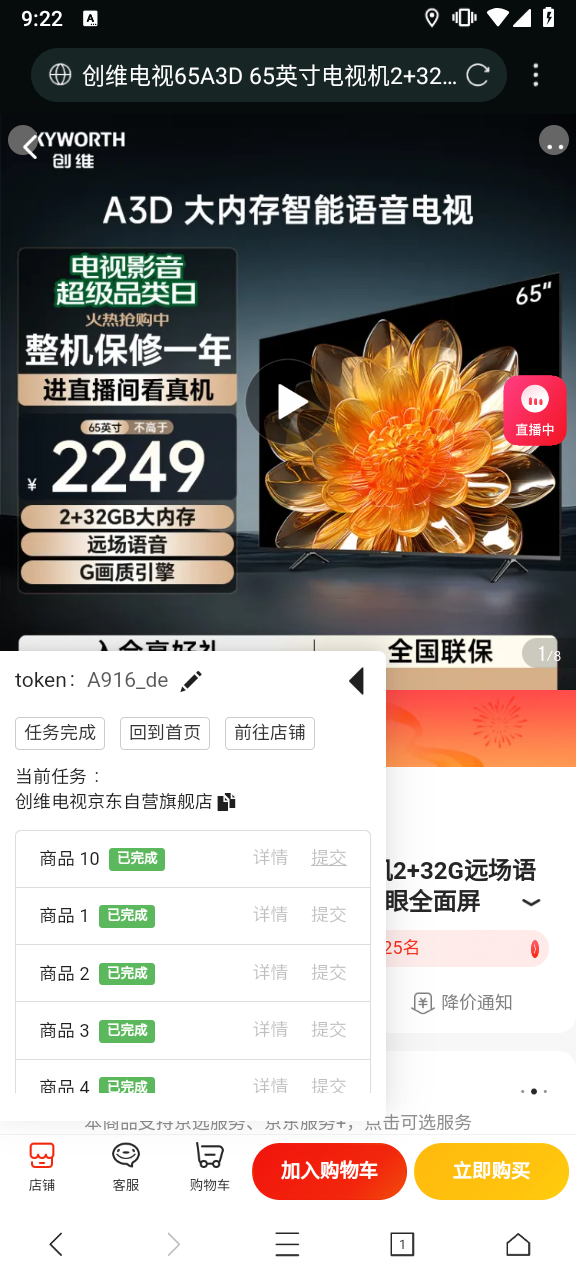 9:22
A
创维电视65A3D 65英寸电视机2+32...
KYWORTH
创维
A3D 大内存智能语音电视
电视影音
超级品类日
火热抢购中
整机保修一年
进直播间看真机
65"
65英寸 不高于
¥ 2249
2+32GB大内存
远场语音
G画质引擎
直播中
全国联保
1/8
token: A916_de
任务完成 回到首页 前往店铺
当前任务：
创维电视京东自营旗舰店
商品 10 已完成 详情 提交
商品 1 已完成 详情 提交
商品 2 已完成 详情 提交
商品 3 已完成 详情 提交
商品 4 已完成 详情 提交
机2+32G远场语
眼全面屏
25名
降价通知
本商品支持京选服务、京东服务+，点击可选服务
店铺 客服 购物车 加入购物车 立即购买
1